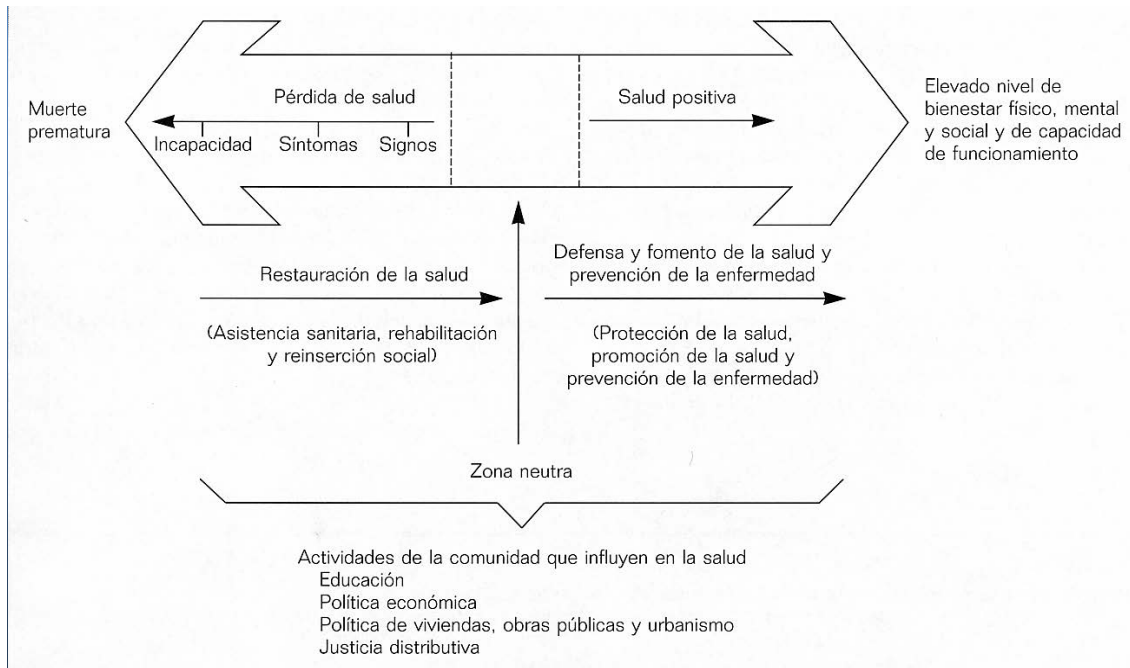 Muerte
prematura
Pérdida de salud
Incapacidad
Síntomas
Signos
Salud positiva
Elevado nivel de
bienestar físico, mental
y social y de capacidad
de funcionamiento
Restauración de la salud
(Asistencia sanitaria, rehabilitación
y reinserción social)
Defensa y fomento de la salud y
prevención de la enfermedad
(Protección de la salud,
promoción de la salud y
prevención de la enfermedad)
Zona neutra
Actividades de la comunidad que influyen en la salud
Educación
Política económica
Política de viviendas, obras públicas y urbanismo
Justicia distributiva